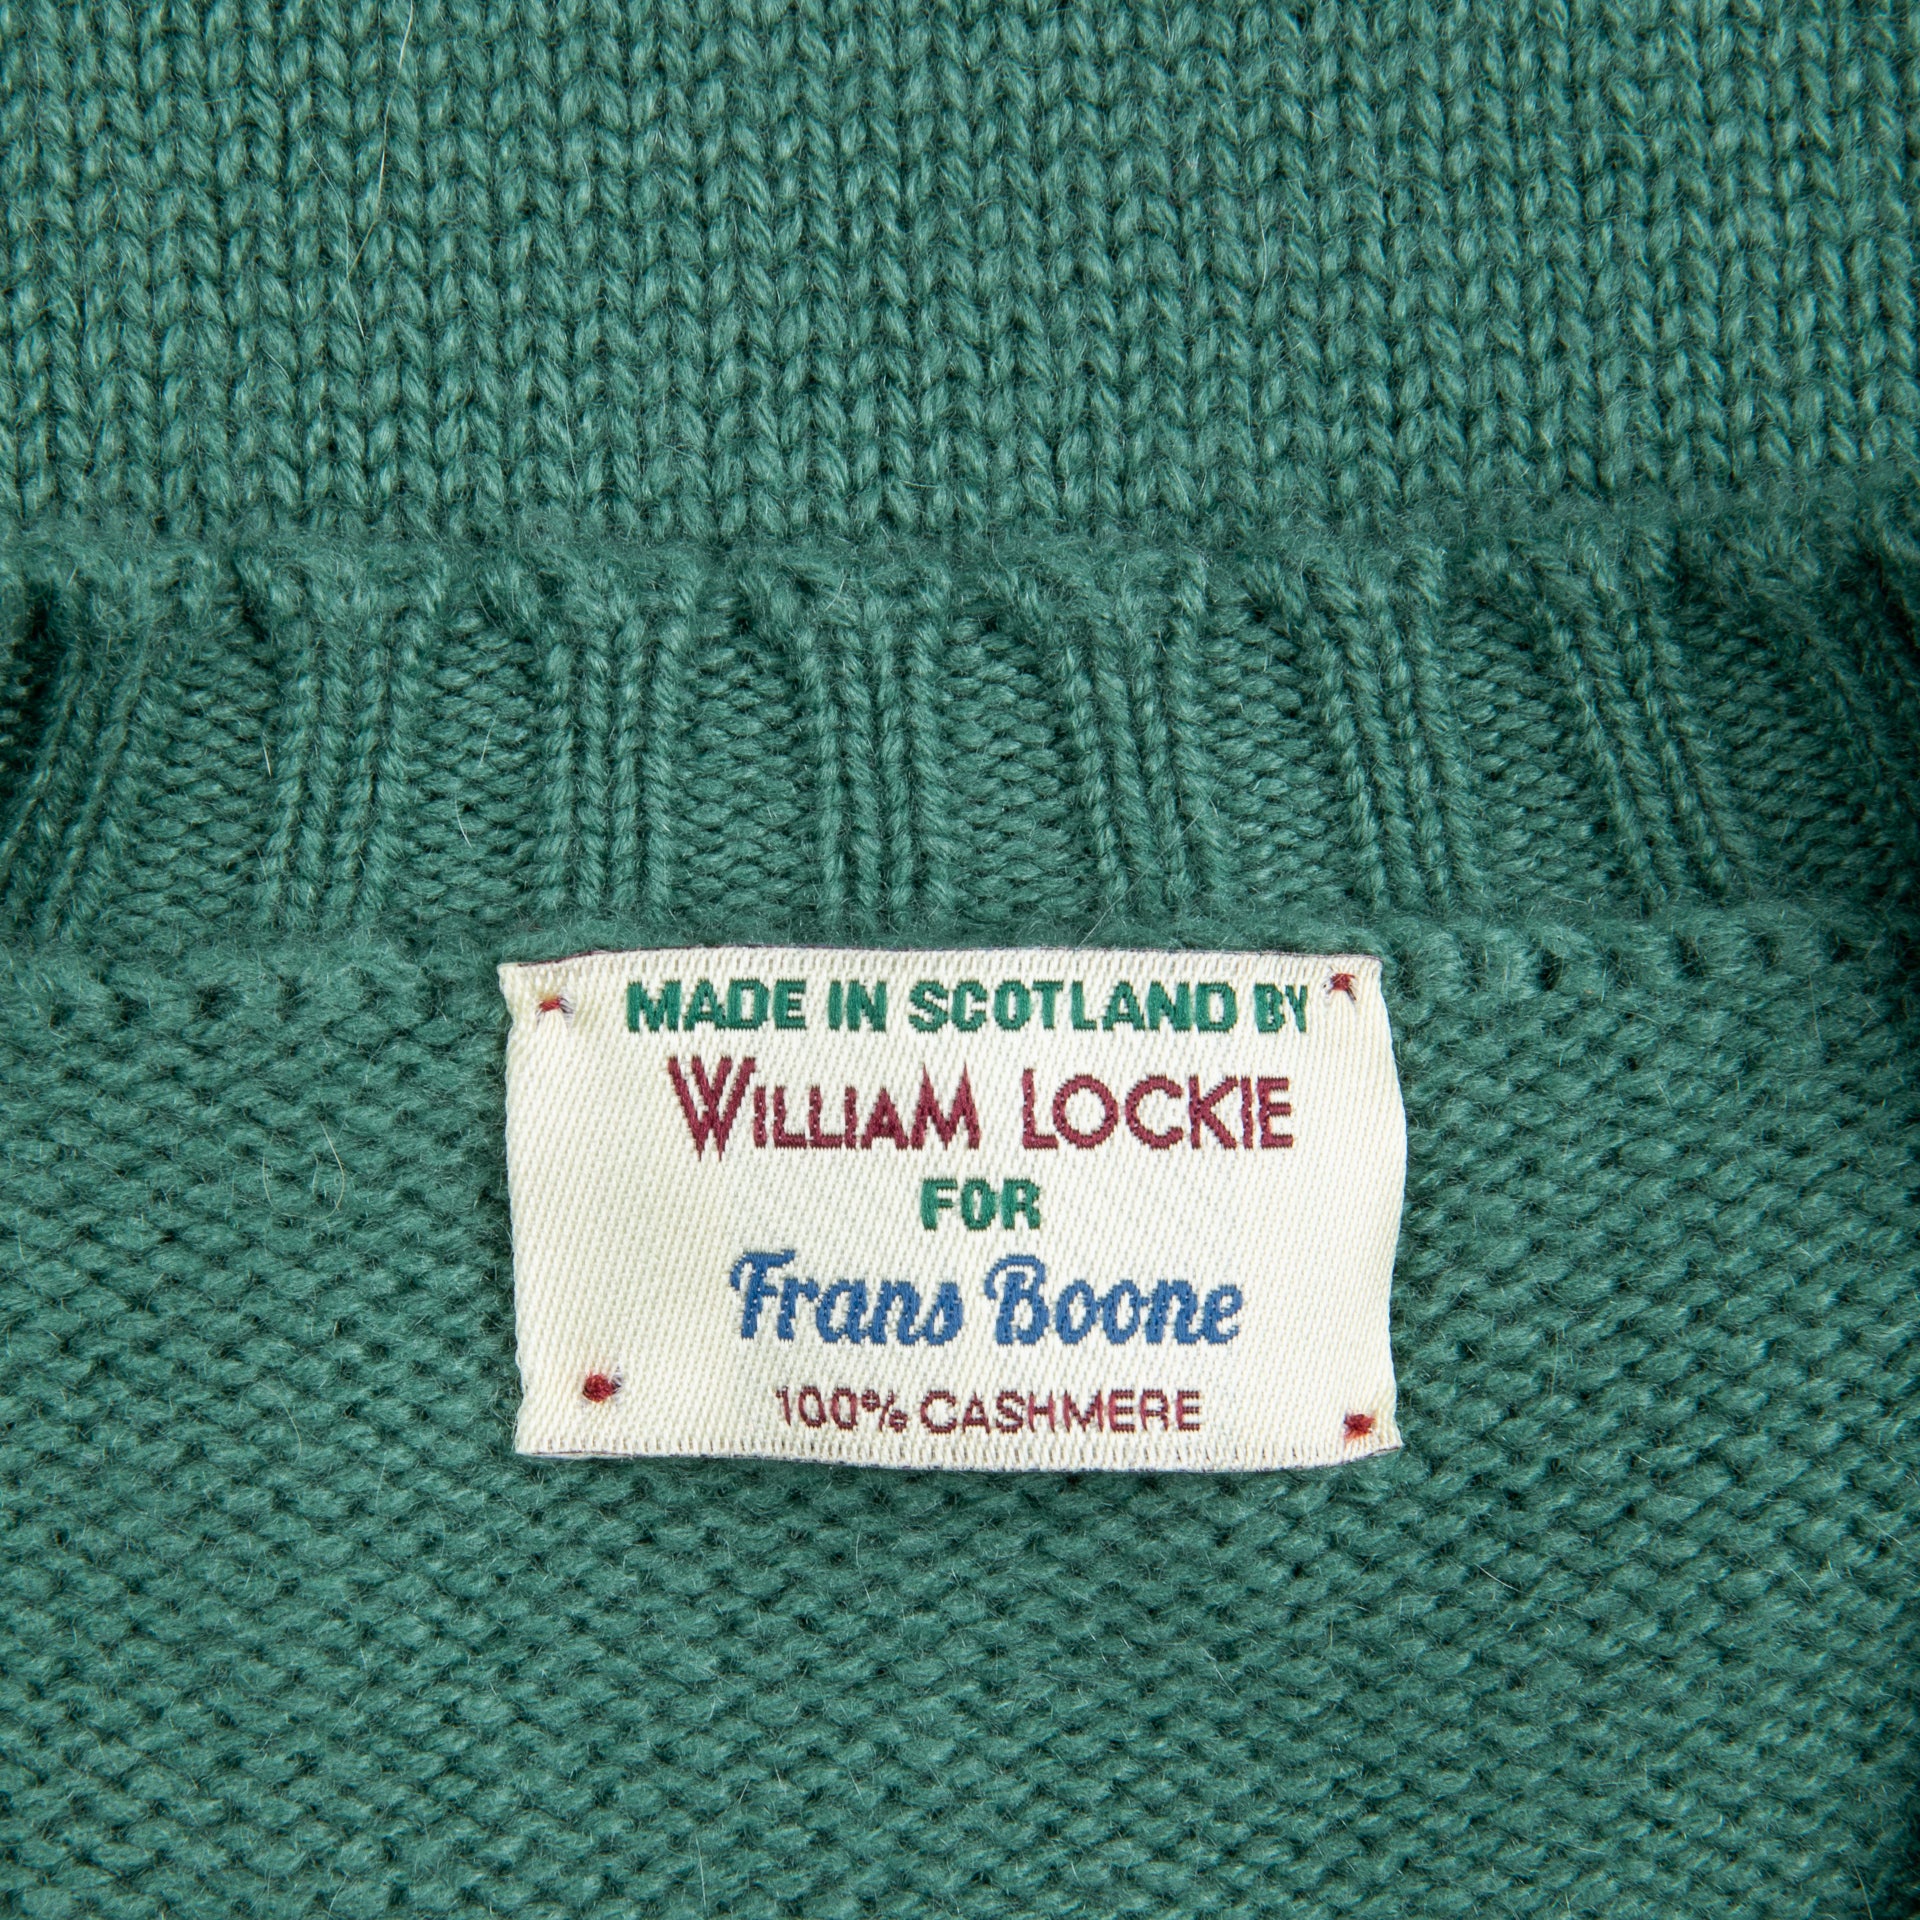 MADE IN SCOTLAND BY
WILLIAM LOCKIE
FOR
Frans Boone
100% CASHMERE